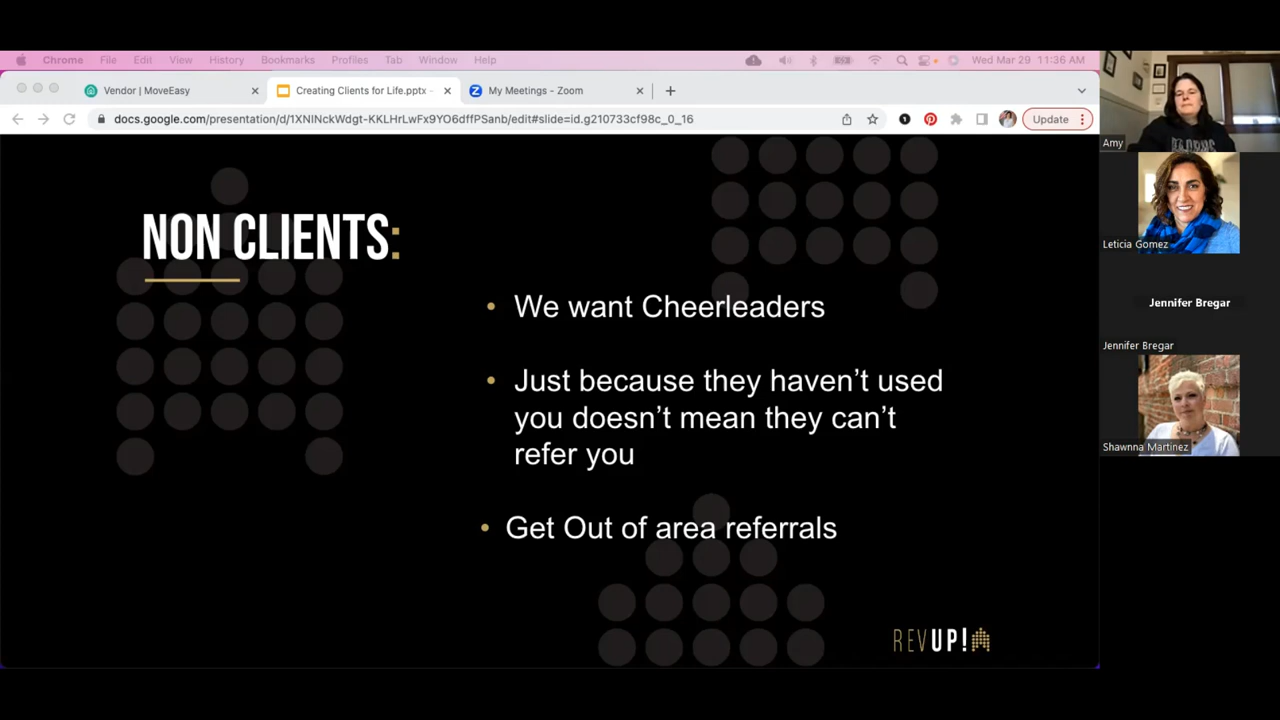 Chrome File Edit View History Bookmarks Profiles Tab Window Help Wed Mar 29 11:36 AM
Vendor | MoveEasy
Creating Clients for Life.pptx -
My Meetings - Zoom
docs.google.com/presentation/d/1XNINckWdgt-KKLHrLwFx9YO6dffPSanb/edit#slide=id.g210733cf98c_0_16
Update
NON CLIENTS:
• We want Cheerleaders
• Just because they haven’t used
you doesn’t mean they can’t
refer you
• Get Out of area referrals
REVUP!
Amy
Leticia Gomez
Jennifer Bregar
Jennifer Bregar
Shawnna Martinez